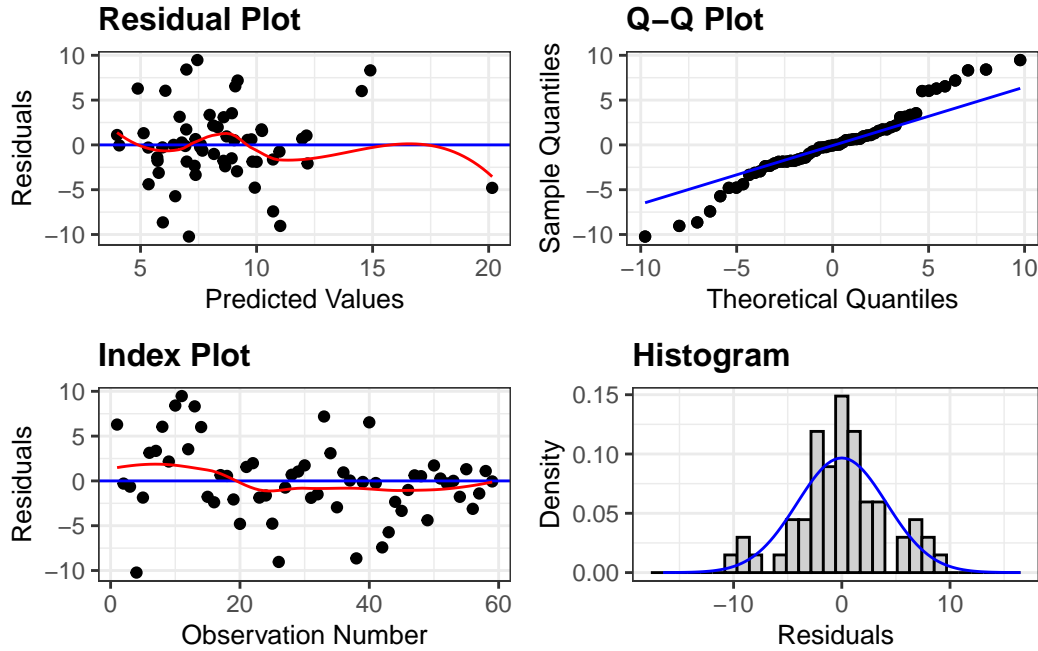 Residual Plot
10
5
0
−5
−10
Residuals
5
10
15
20
Predicted Values
Q−Q Plot
10
5
0
−5
−10
Sample Quantiles
−10
−5
0
5
10
Theoretical Quantiles
Index Plot
10
5
0
−5
−10
Residuals
0
20
40
60
Observation Number
Histogram
0.15
0.10
0.05
0.00
Density
−10
0
10
Residuals